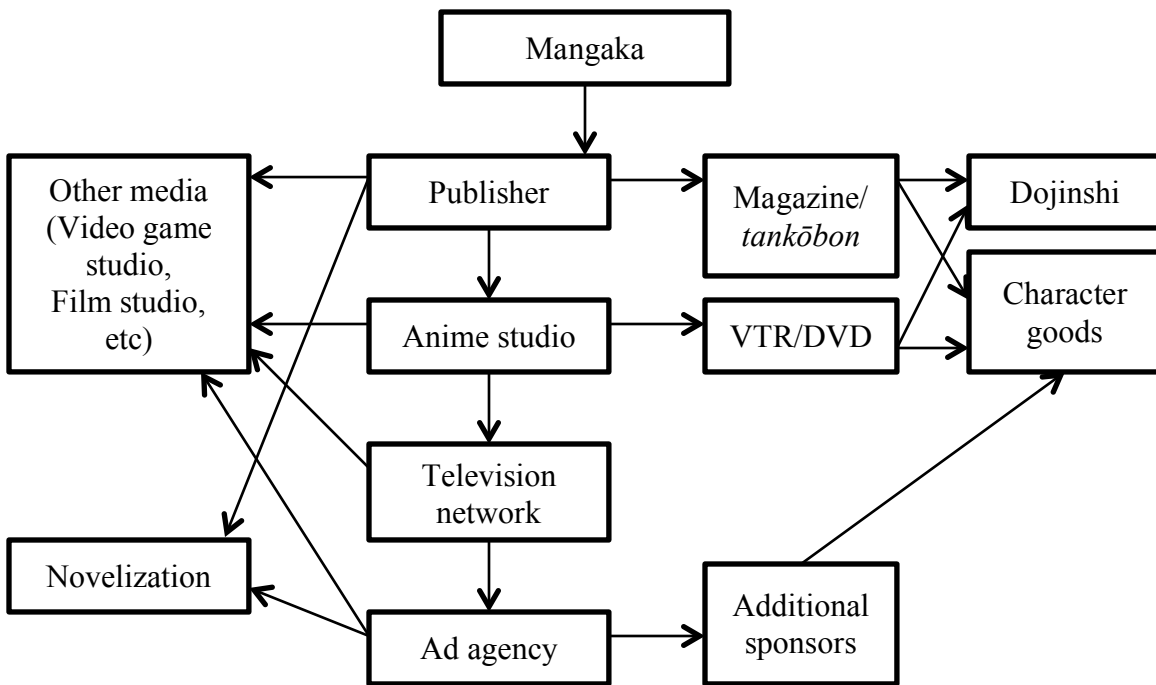 Mangaka
Other media
(Video game
studio,
Film studio,
etc)
Publisher
Magazine/
tankōbon
Dojinshi
Character
goods
Anime studio
VTR/DVD
Television
network
Novelization
Ad agency
Additional
sponsors